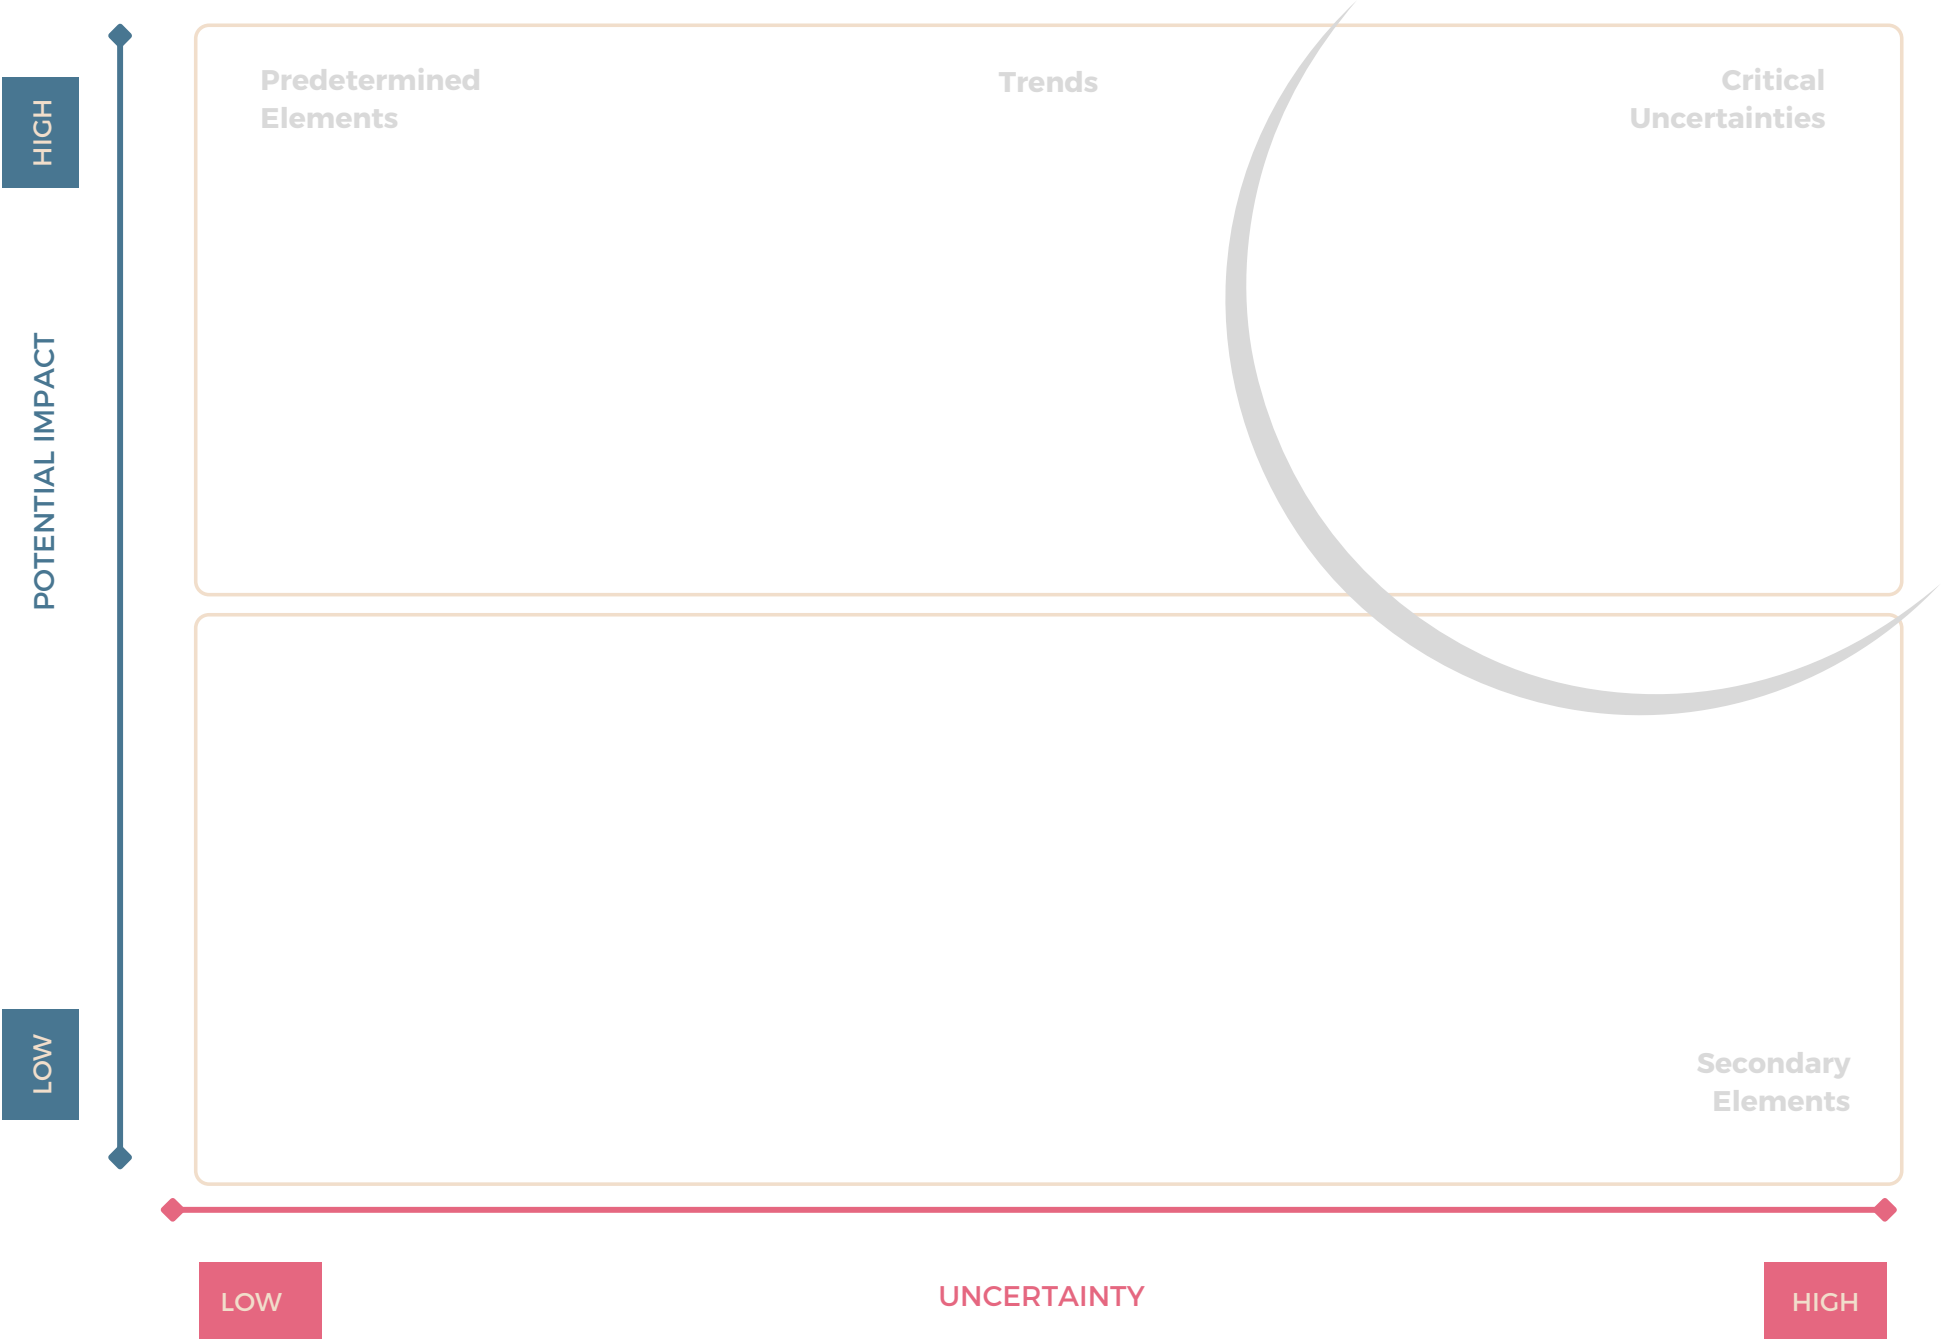 HIGH
Predetermined
Elements
Trends
Critical
Uncertainties
POTENTIAL IMPACT
LOW
Secondary
Elements
LOW
UNCERTAINTY
HIGH